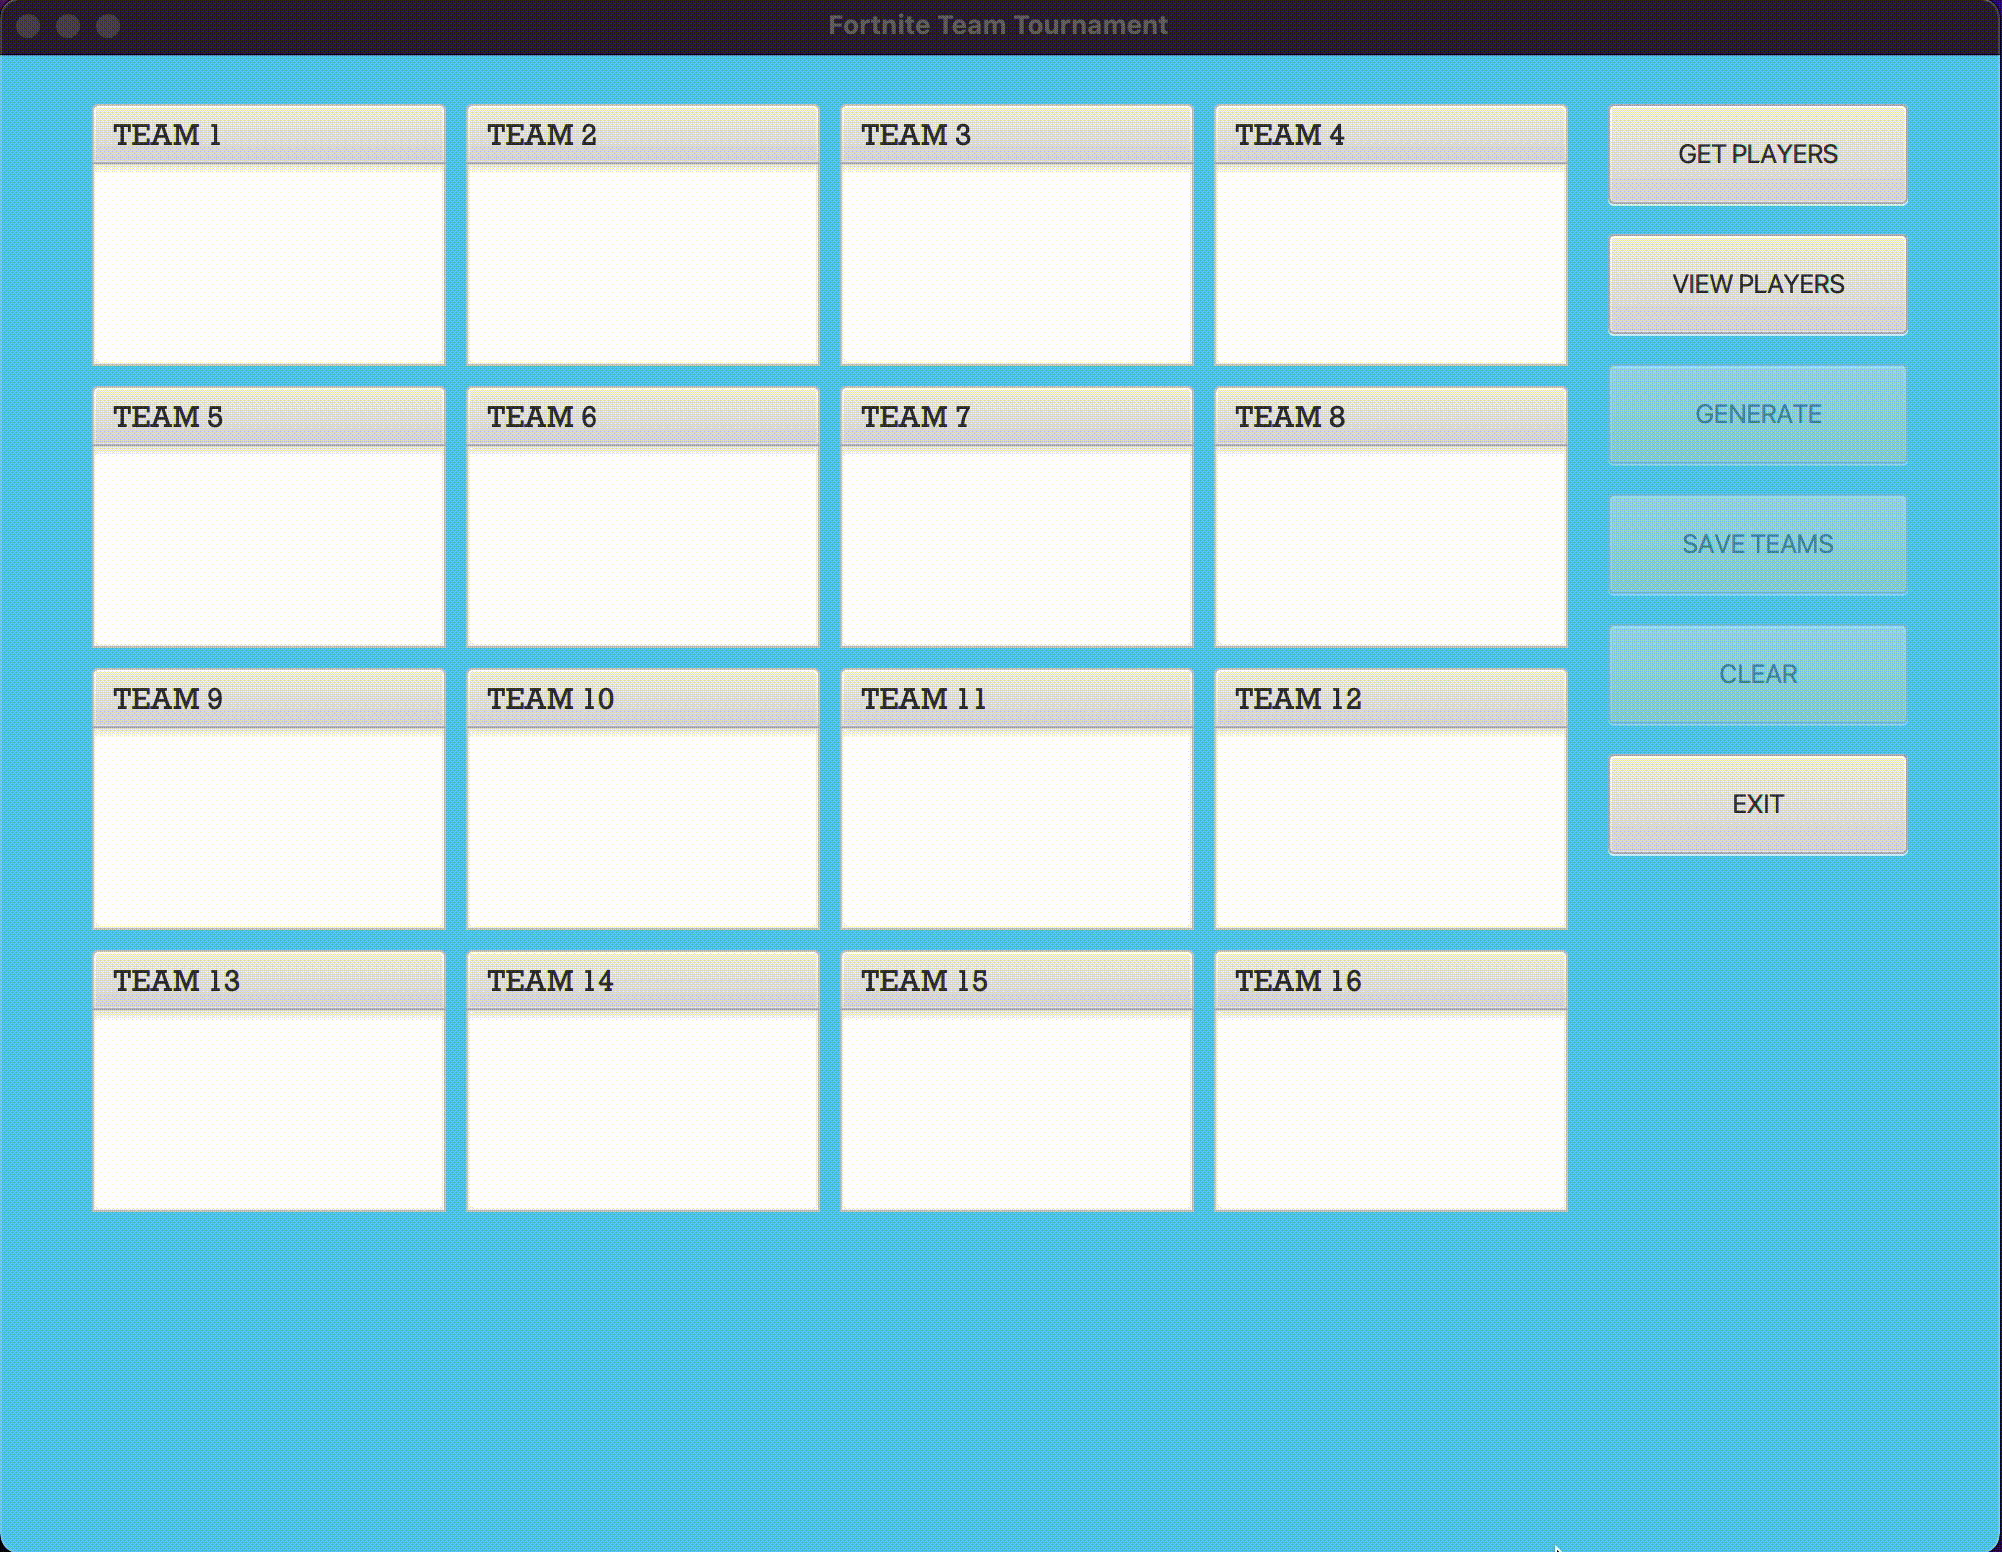 Fortnite Team Tournament
TEAM 1
TEAM 2
TEAM 3
TEAM 4
TEAM 5
TEAM 6
TEAM 7
TEAM 8
TEAM 9
TEAM 10
TEAM 11
TEAM 12
TEAM 13
TEAM 14
TEAM 15
TEAM 16
GET PLAYERS
VIEW PLAYERS
GENERATE
SAVE TEAMS
CLEAR
EXIT